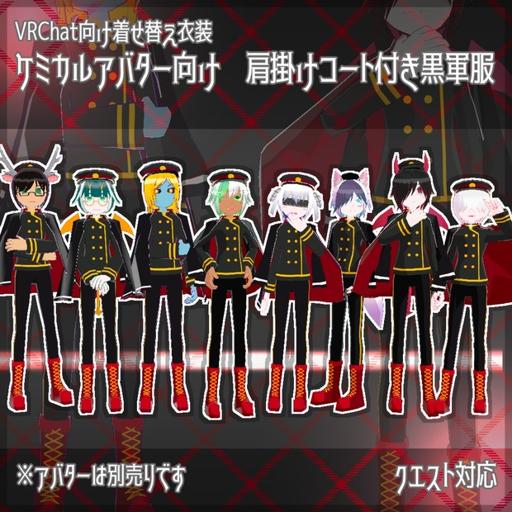 VRChat向け着せ替え衣装
ケミカルアバター向け　肩掛けコート付き黒軍服
※アバターは別売りです
クエスト対応